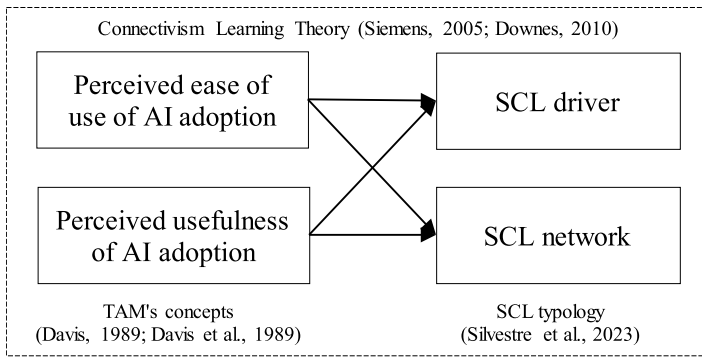 Connectivism Learning Theory (Siemens, 2005; Downes, 2010)
Perceived ease of
use of AI adoption
SCL driver
Perceived usefulness
of AI adoption
SCL network
TAM's concepts
(Davis, 1989; Davis et al., 1989)
SCL typology
(Silvestre et al., 2023)